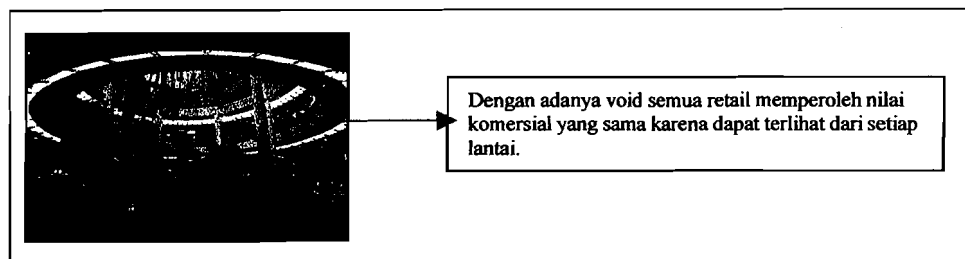 Dengan adanya void semua retail memperoleh nilai
komersial yang sama karena dapat terlihat dari setiap
lantai.